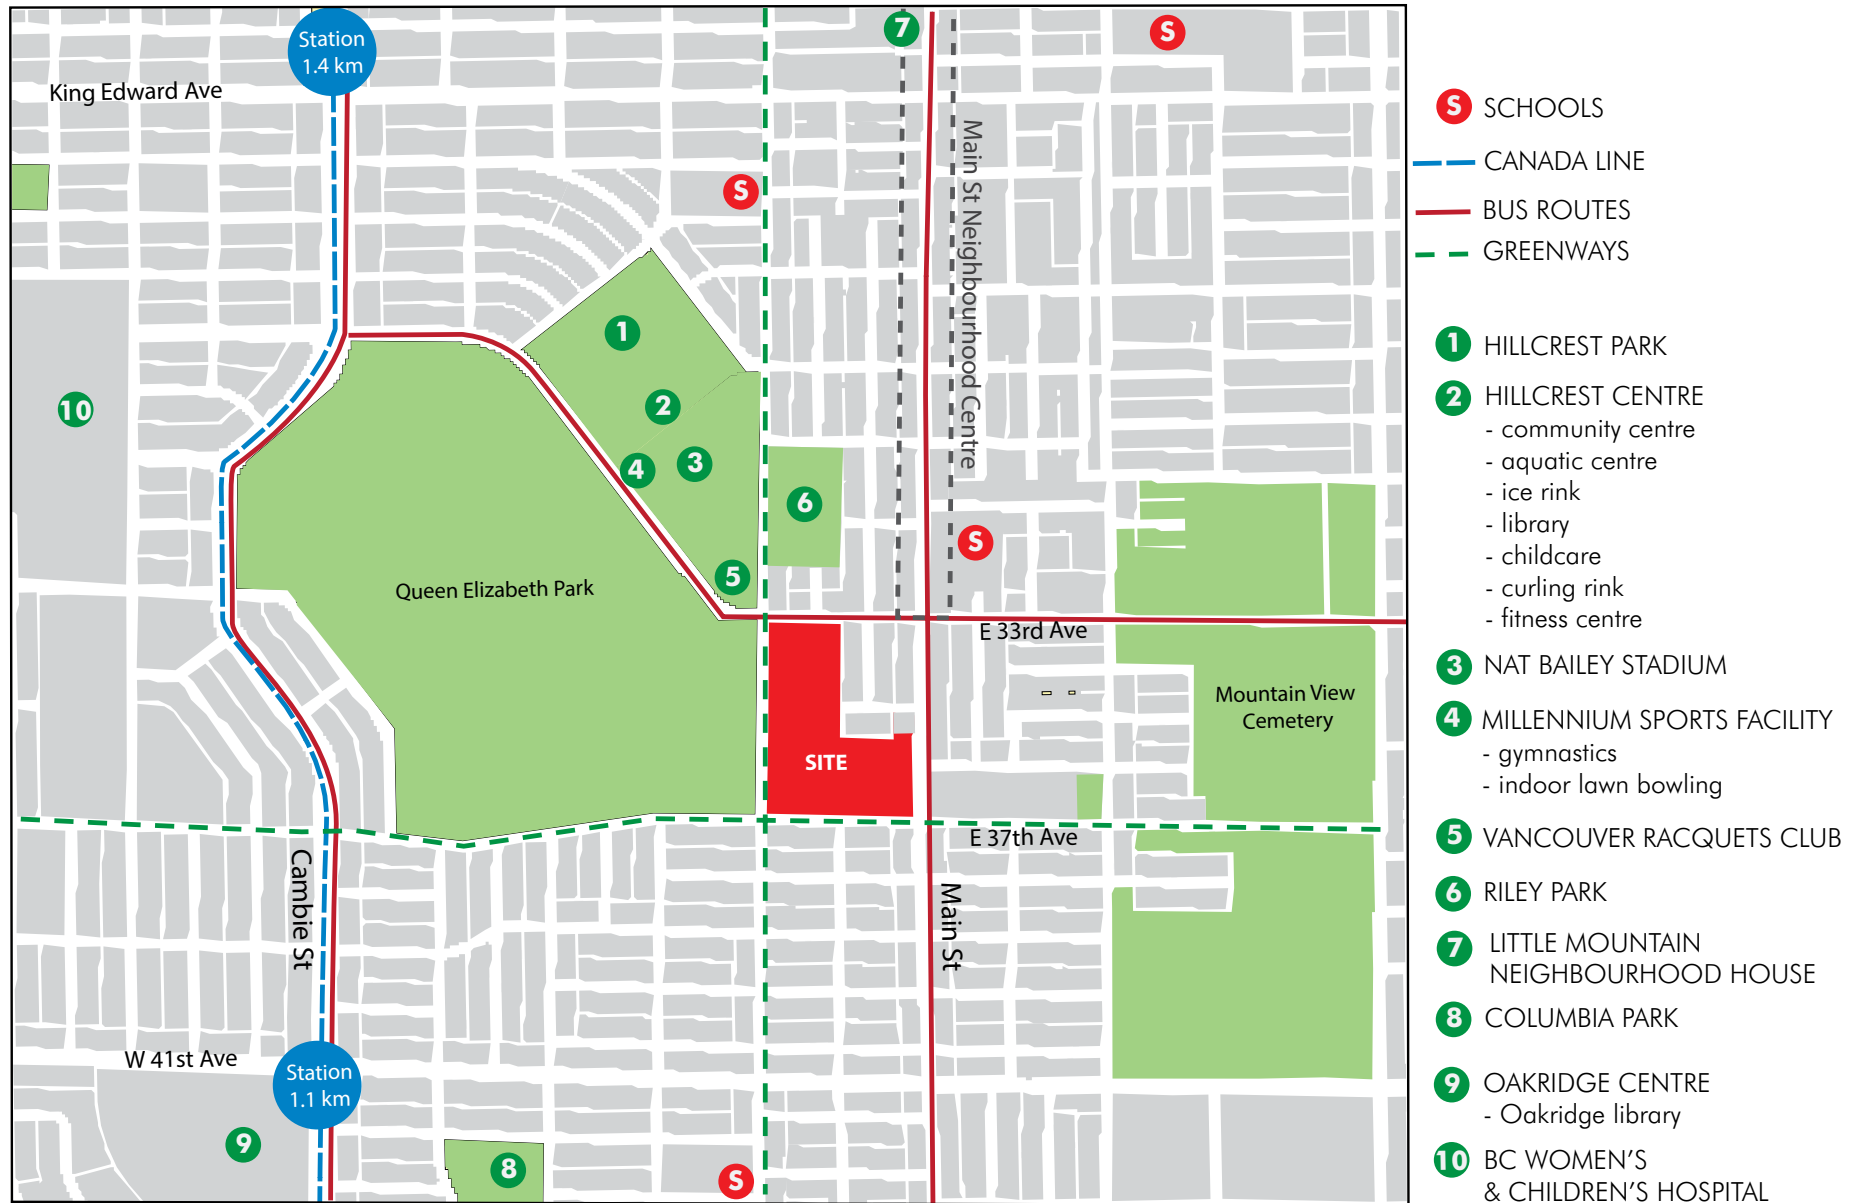 Station
1.4 km
King Edward Ave
7
S
S
Main St Neighbourhood Centre
1
2
3
4
10
6
S
5
Queen Elizabeth Park
E 33rd Ave
Mountain View
Cemetery
SITE
E 37th Ave
Cambie St
Main St
W 41st Ave
Station
1.1 km
9
8
S
S SCHOOLS
CANADA LINE
BUS ROUTES
GREENWAYS
1 HILLCREST PARK
2 HILLCREST CENTRE
- community centre
- aquatic centre
- ice rink
- library
- childcare
- curling rink
- fitness centre
3 NAT BAILEY STADIUM
4 MILLENNIUM SPORTS FACILITY
- gymnastics
- indoor lawn bowling
5 VANCOUVER RACQUETS CLUB
6 RILEY PARK
7 LITTLE MOUNTAIN
NEIGHBOURHOOD HOUSE
8 COLUMBIA PARK
9 OAKRIDGE CENTRE
- Oakridge library
10 BC WOMEN'S
& CHILDREN'S HOSPITAL